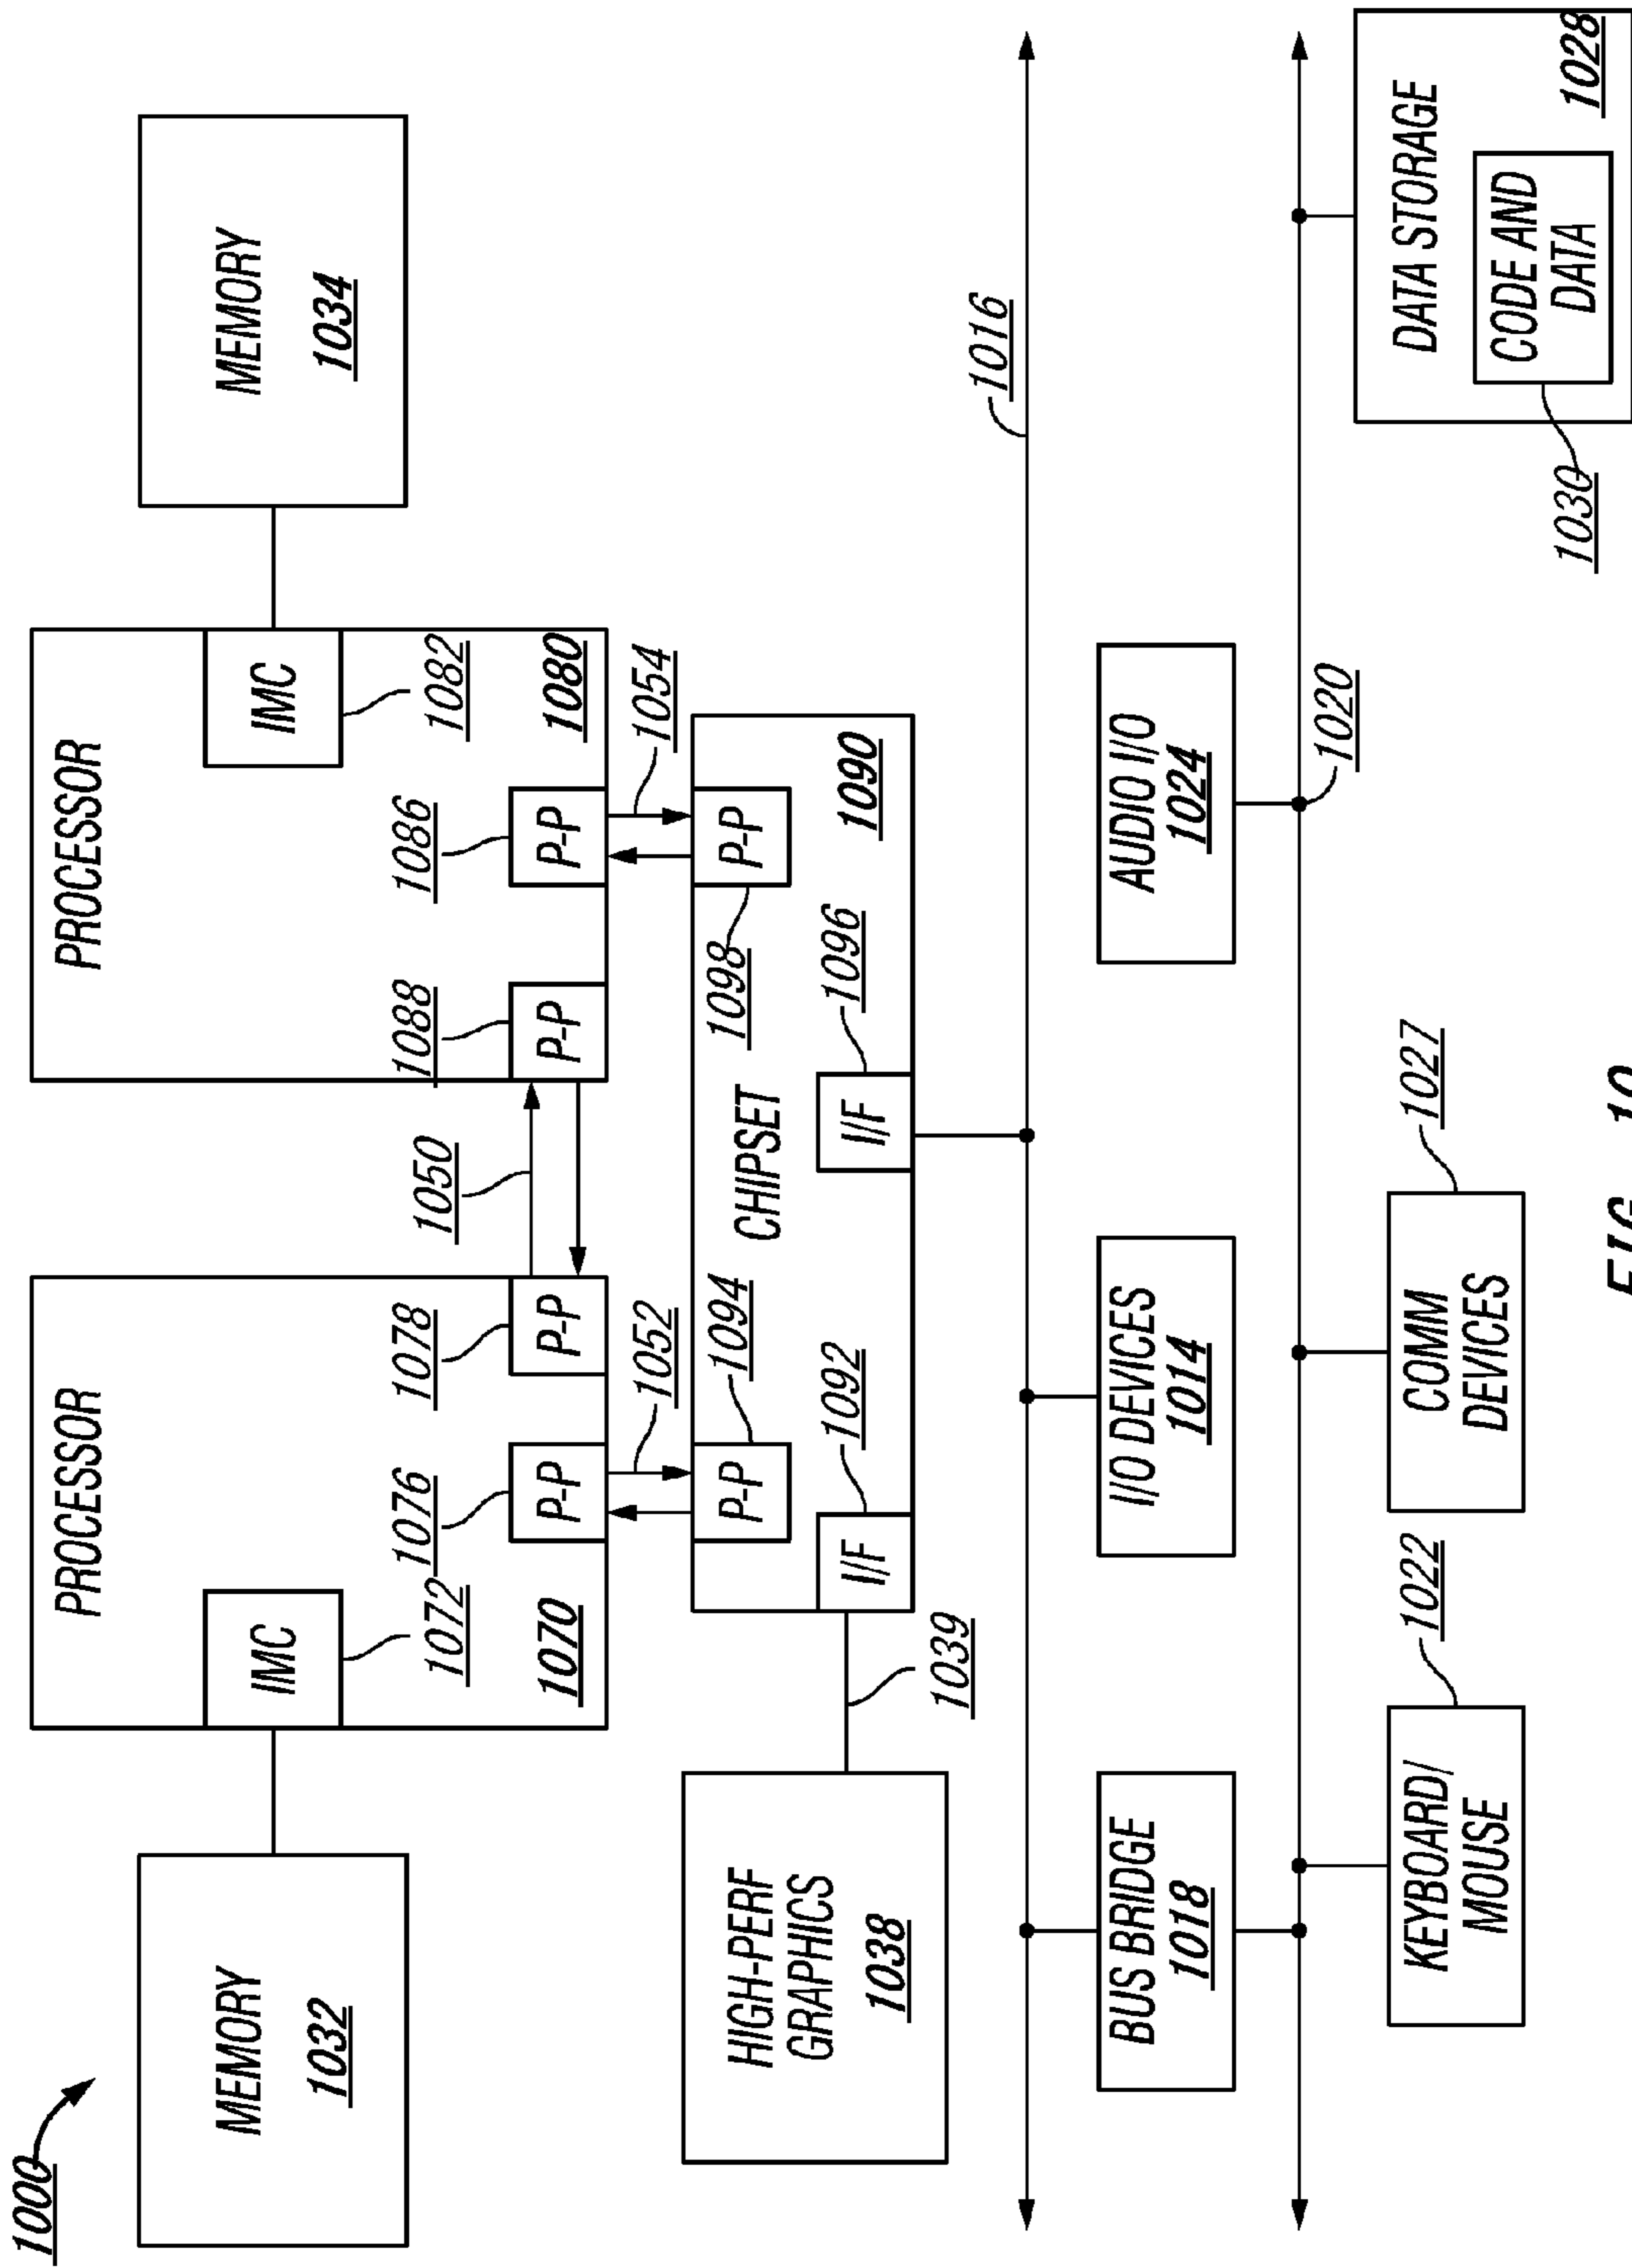 1000
MEMORY
1032
PROCESSOR
IMC
1072
1070
1076
P-P
1078
P-P
1050
PROCESSOR
1088
P-P
1086
P-P
IMC
1082
1080
MEMORY
1034
1052
1054
HIGH-PERF
GRAPHICS
1038
1039
P-P
1094
CHIPSET
1098
P-P
1090
I/F
1092
I/F
1096
1016
BUS BRIDGE
1018
I/O DEVICES
1014
AUDIO I/O
1024
1020
KEYBOARD/
MOUSE
1022
COMM
DEVICES
1027
DATA STORAGE
CODE AND
DATA
1028
1030